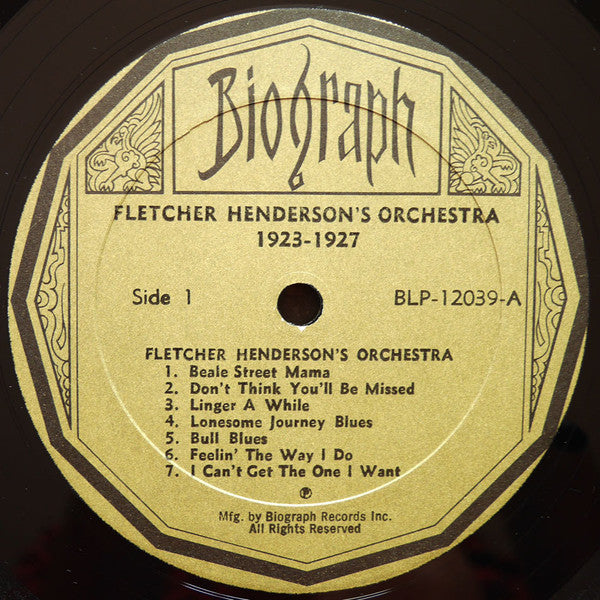 Biograph
FLETCHER HENDERSON'S ORCHESTRA
1923-1927
Side 1
BLP-12039-A
FLETCHER HENDERSON'S ORCHESTRA
1. Beale Street Mama
2. Don't Think You'll Be Missed
3. Linger A While
4. Lonesome Journey Blues
5. Bull Blues
6. Feelin' The Way I Do
7. I Can't Get The One I Want
℗
Mfg. by Biograph Records Inc.
All Rights Reserved